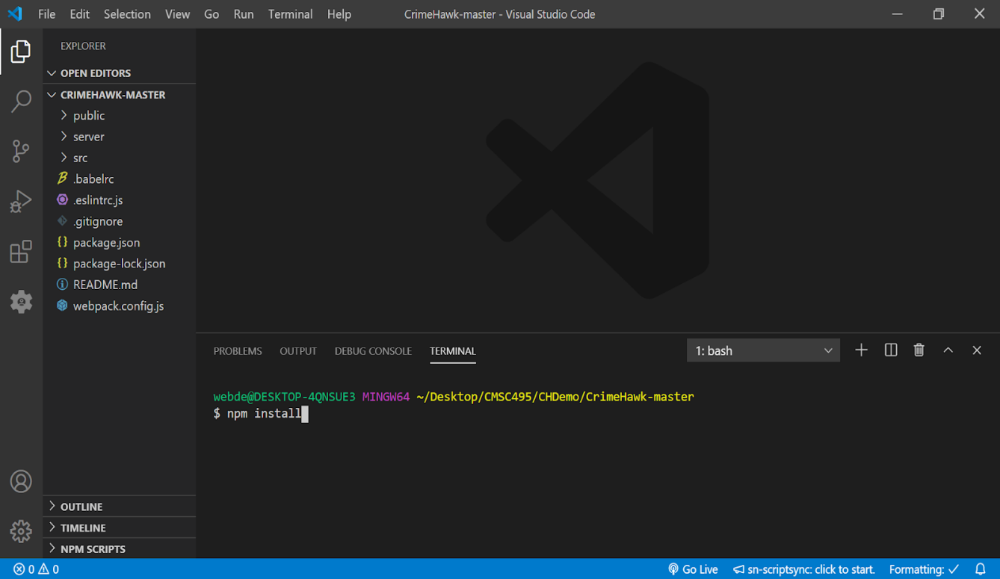 File Edit Selection View Go Run Terminal Help CrimeHawk-master - Visual Studio Code
EXPLORER
OPEN EDITORS
CRIMEHAWK-MASTER
public
server
src
.babelrc
.eslintrc.js
.gitignore
package.json
package-lock.json
README.md
webpack.config.js
OUTLINE
TIMELINE
NPM SCRIPTS
PROBLEMS OUTPUT DEBUG CONSOLE TERMINAL 1: bash
webde@DESKTOP-4QNSUE3 MINGW64 ~/Desktop/CMSC495/CHDemo/CrimeHawk-master
$ npm install
0 0 Go Live sn-scriptsync: click to start. Formatting: ✓